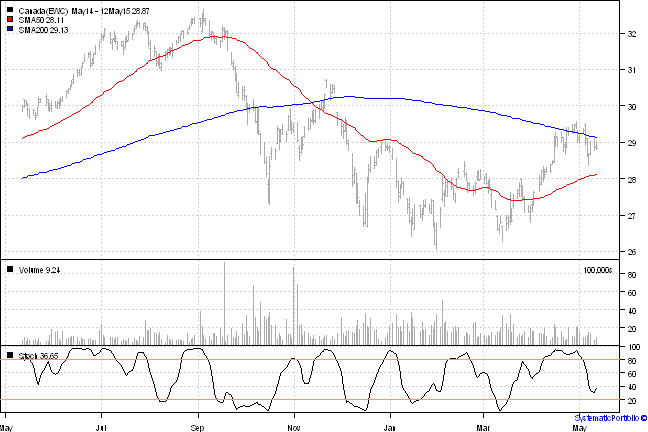 Canada(EWC) May14 - 12May15 28.87
SMA50 28.11
SMA200 29.13
32
31
30
29
28
27
26
Volume 9.24
100,000s
80
60
40
20
Stoch 36.65
100
80
60
40
20
May Jul Sep Nov Jan Mar May
SystematicPortfolio ©